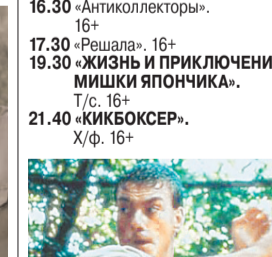 16.30 «Антиколлекторы».
16+
17.30 «Решала». 16+
19.30 «ЖИЗНЬ И ПРИКЛЮЧЕНИ
МИШКИ ЯПОНЧИКА».
Т/с. 16+
21.40 «КИКБОКСЕР».
Х/ф. 16+